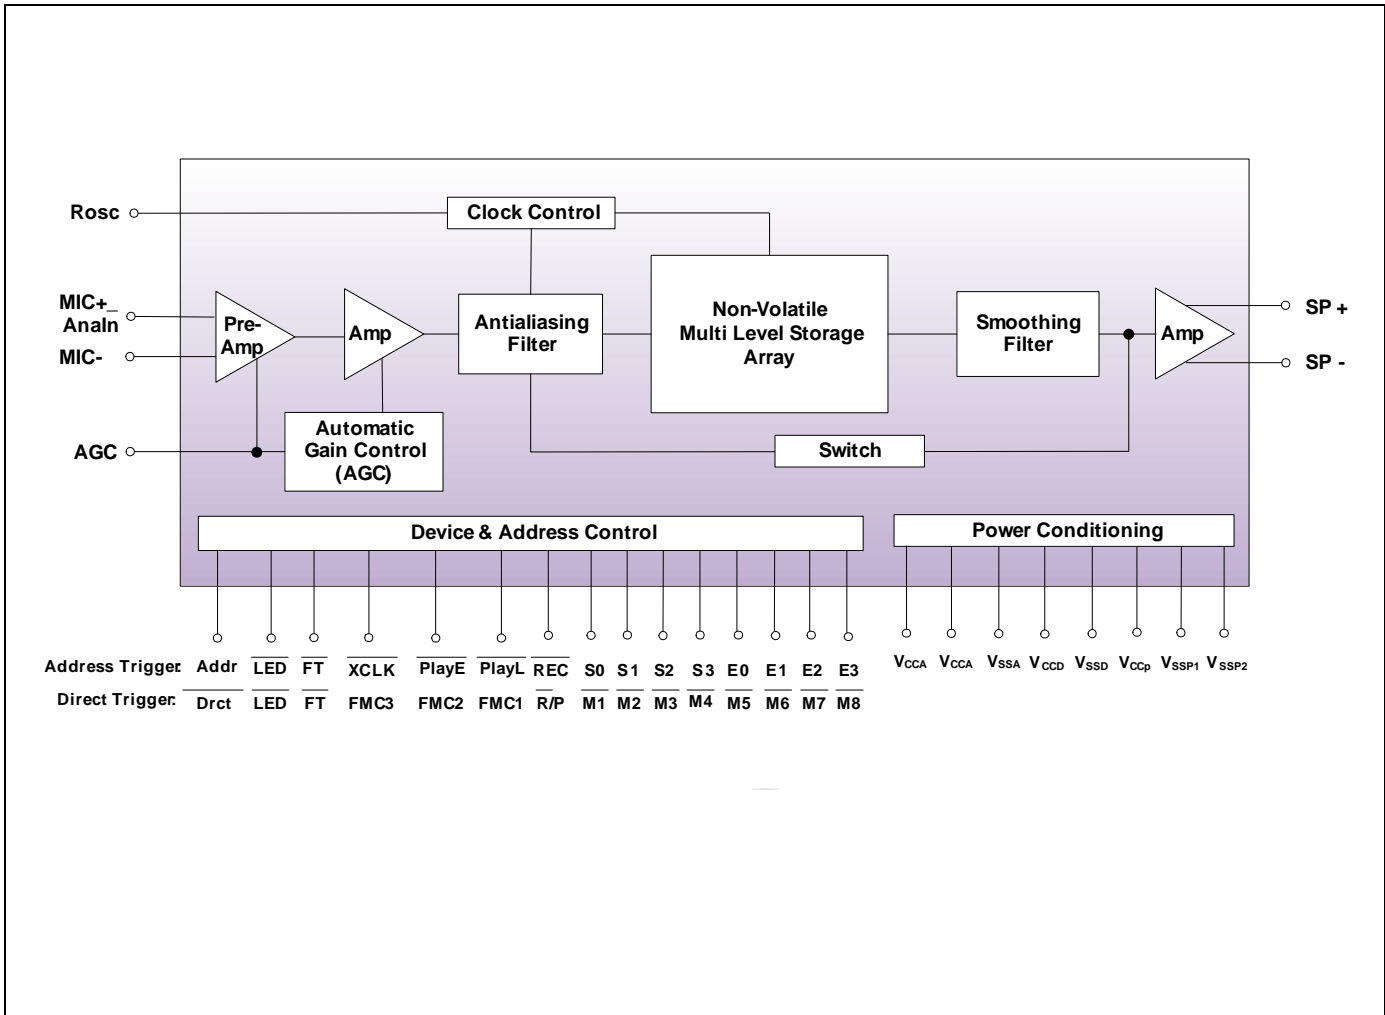 Rosc
Clock Control
MIC+_
AnaIn
MIC-
Pre-
Amp
Amp
Antialiasing
Filter
Non-Volatile
Multi Level Storage
Array
Smoothing
Filter
Amp
SP +
SP -
AGC
Automatic
Gain Control
(AGC)
Switch
Device & Address Control
Power Conditioning
Address Trigger: Addr LED FT XCLK PlayE PlayL REC S0 S1 S2 S3 E0 E1 E2 E3
Direct Trigger: Drct LED FT FMC3 FMC2 FMC1 R/P M1 M2 M3 M4 M5 M6 M7 M8
VCCA VCCA VSSA VCCD VSSD VCCp VSSP1 VSSP2